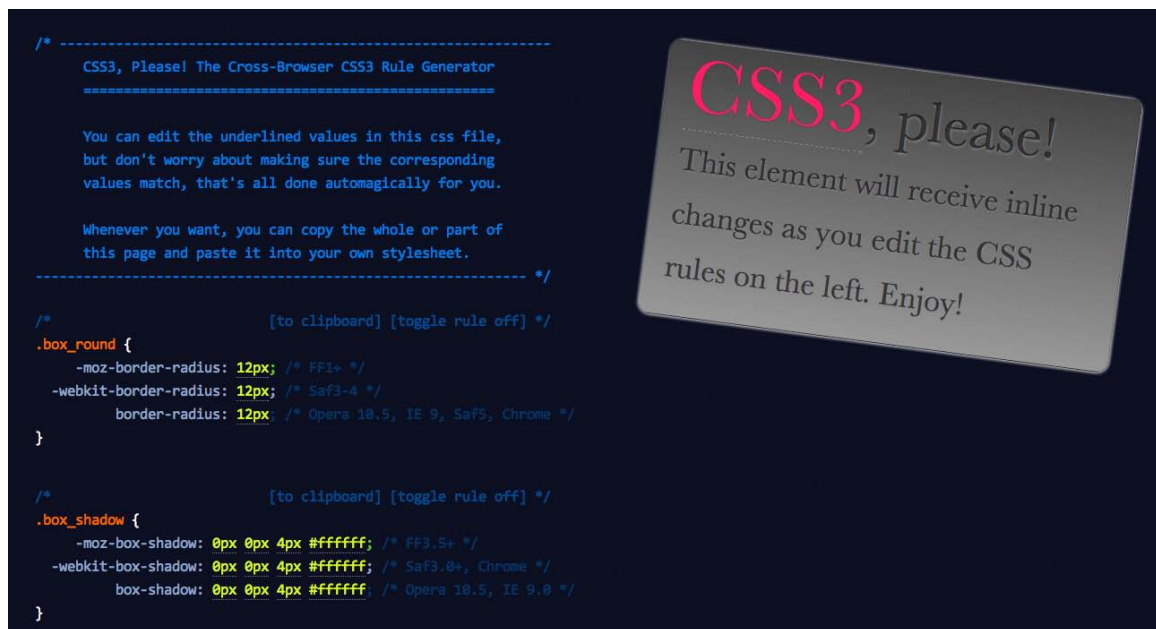 /* -------------------------------------------------------------
CSS3, Please! The Cross-Browser CSS3 Rule Generator
===================================================
You can edit the underlined values in this css file,
but don't worry about making sure the corresponding
values match, that's all done automagically for you.
Whenever you want, you can copy the whole or part of
this page and paste it into your own stylesheet.
------------------------------------------------------------- */
/* [to clipboard] [toggle rule off] */
.box_round {
-moz-border-radius: 12px; /* FF1+ */
-webkit-border-radius: 12px; /* Saf3-4 */
border-radius: 12px; /* Opera 10.5, IE 9, Saf5, Chrome */
}
/* [to clipboard] [toggle rule off] */
.box_shadow {
-moz-box-shadow: 0px 0px 4px #ffffff; /* FF3.5+ */
-webkit-box-shadow: 0px 0px 4px #ffffff; /* Saf3.0+, Chrome */
box-shadow: 0px 0px 4px #ffffff; /* Opera 10.5, IE 9.0 */
}
CSS3, please!
This element will receive inline
changes as you edit the CSS
rules on the left. Enjoy!